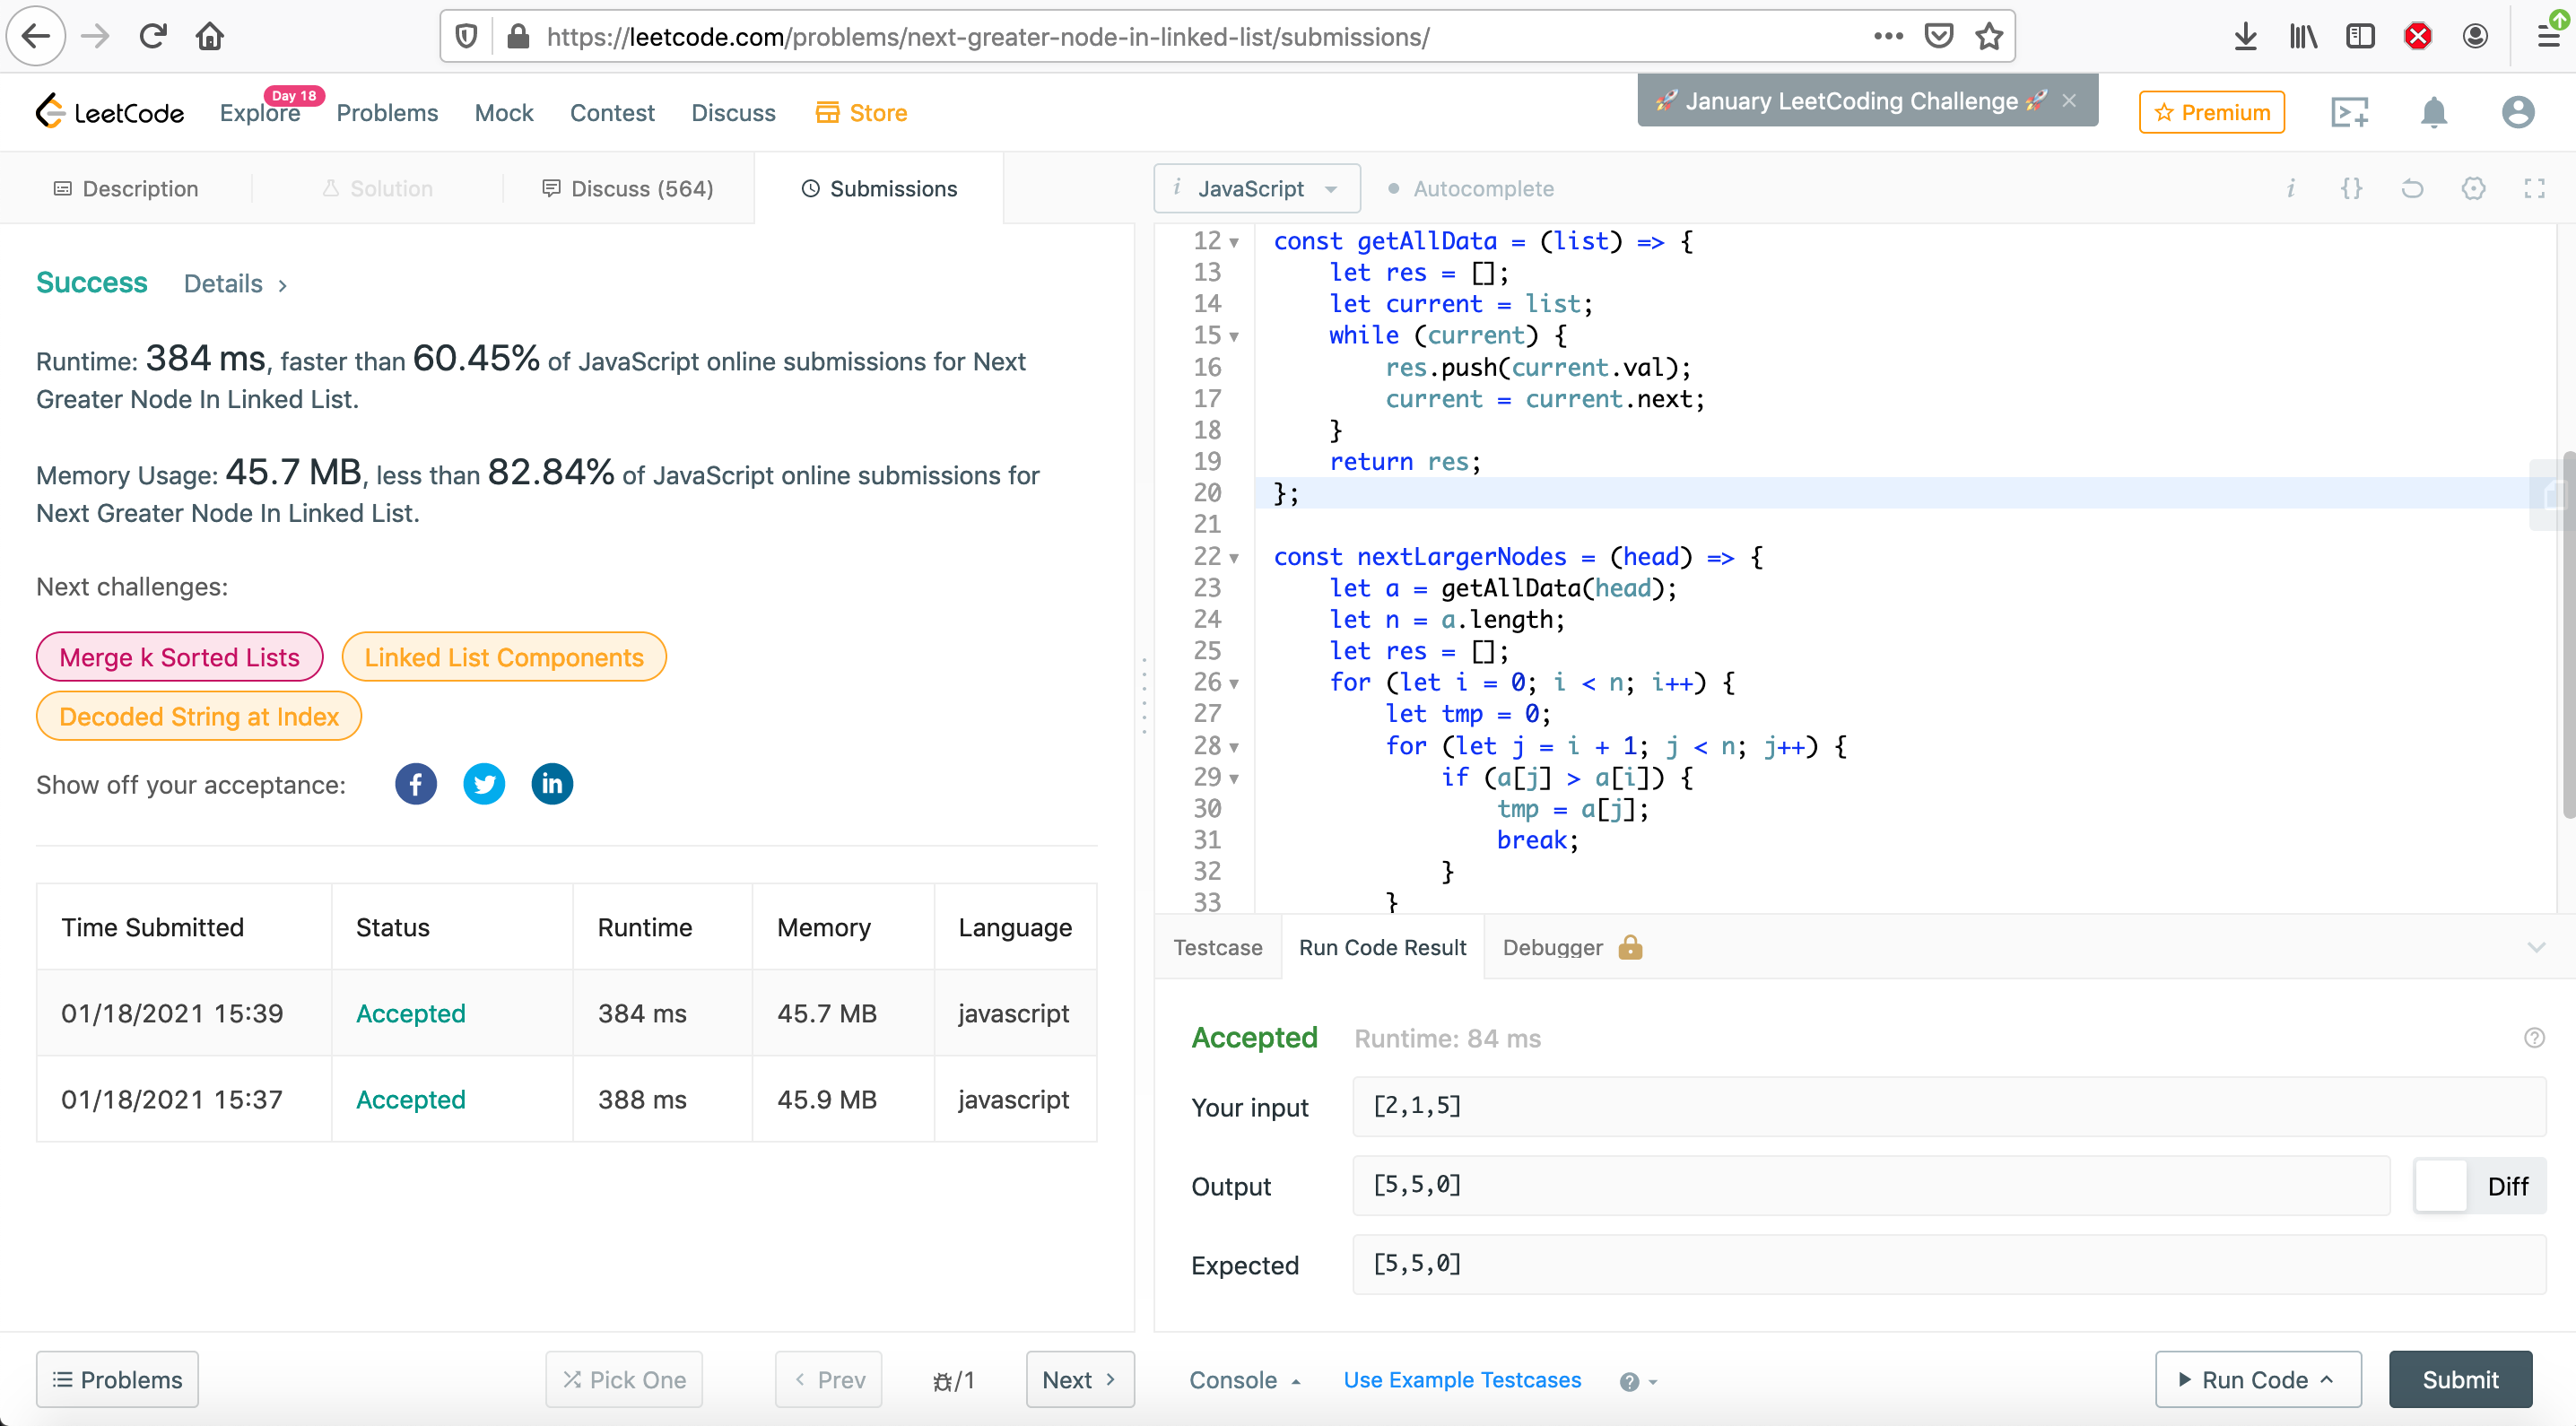 https://leetcode.com/problems/next-greater-node-in-linked-list/submissions/
LeetCode
Explore
Day 18
Problems
Mock
Contest
Discuss
Store
🚀 January LeetCoding Challenge 🚀
Premium
Description
Solution
Discuss (564)
Submissions
Success
Details
Runtime: 384 ms, faster than 60.45% of JavaScript online submissions for Next
Greater Node In Linked List.
Memory Usage: 45.7 MB, less than 82.84% of JavaScript online submissions for
Next Greater Node In Linked List.
Next challenges:
Merge k Sorted Lists
Linked List Components
Decoded String at Index
Show off your acceptance:
Time Submitted Status Runtime Memory Language
01/18/2021 15:39 Accepted 384 ms 45.7 MB javascript
01/18/2021 15:37 Accepted 388 ms 45.9 MB javascript
Problems
Pick One
< Prev
/1
Next >
i JavaScript
Autocomplete
i {}
12 const getAllData = (list) => {
13     let res = [];
14     let current = list;
15     while (current) {
16         res.push(current.val);
17         current = current.next;
18     }
19     return res;
20 };
21
22 const nextLargerNodes = (head) => {
23     let a = getAllData(head);
24     let n = a.length;
25     let res = [];
26     for (let i = 0; i < n; i++) {
27         let tmp = 0;
28         for (let j = i + 1; j < n; j++) {
29             if (a[j] > a[i]) {
30                 tmp = a[j];
31                 break;
32             }
33         }
Testcase
Run Code Result
Debugger
Accepted
Runtime: 84 ms
Your input
[2,1,5]
Output
[5,5,0]
Diff
Expected
[5,5,0]
Console
Use Example Testcases
Run Code
Submit